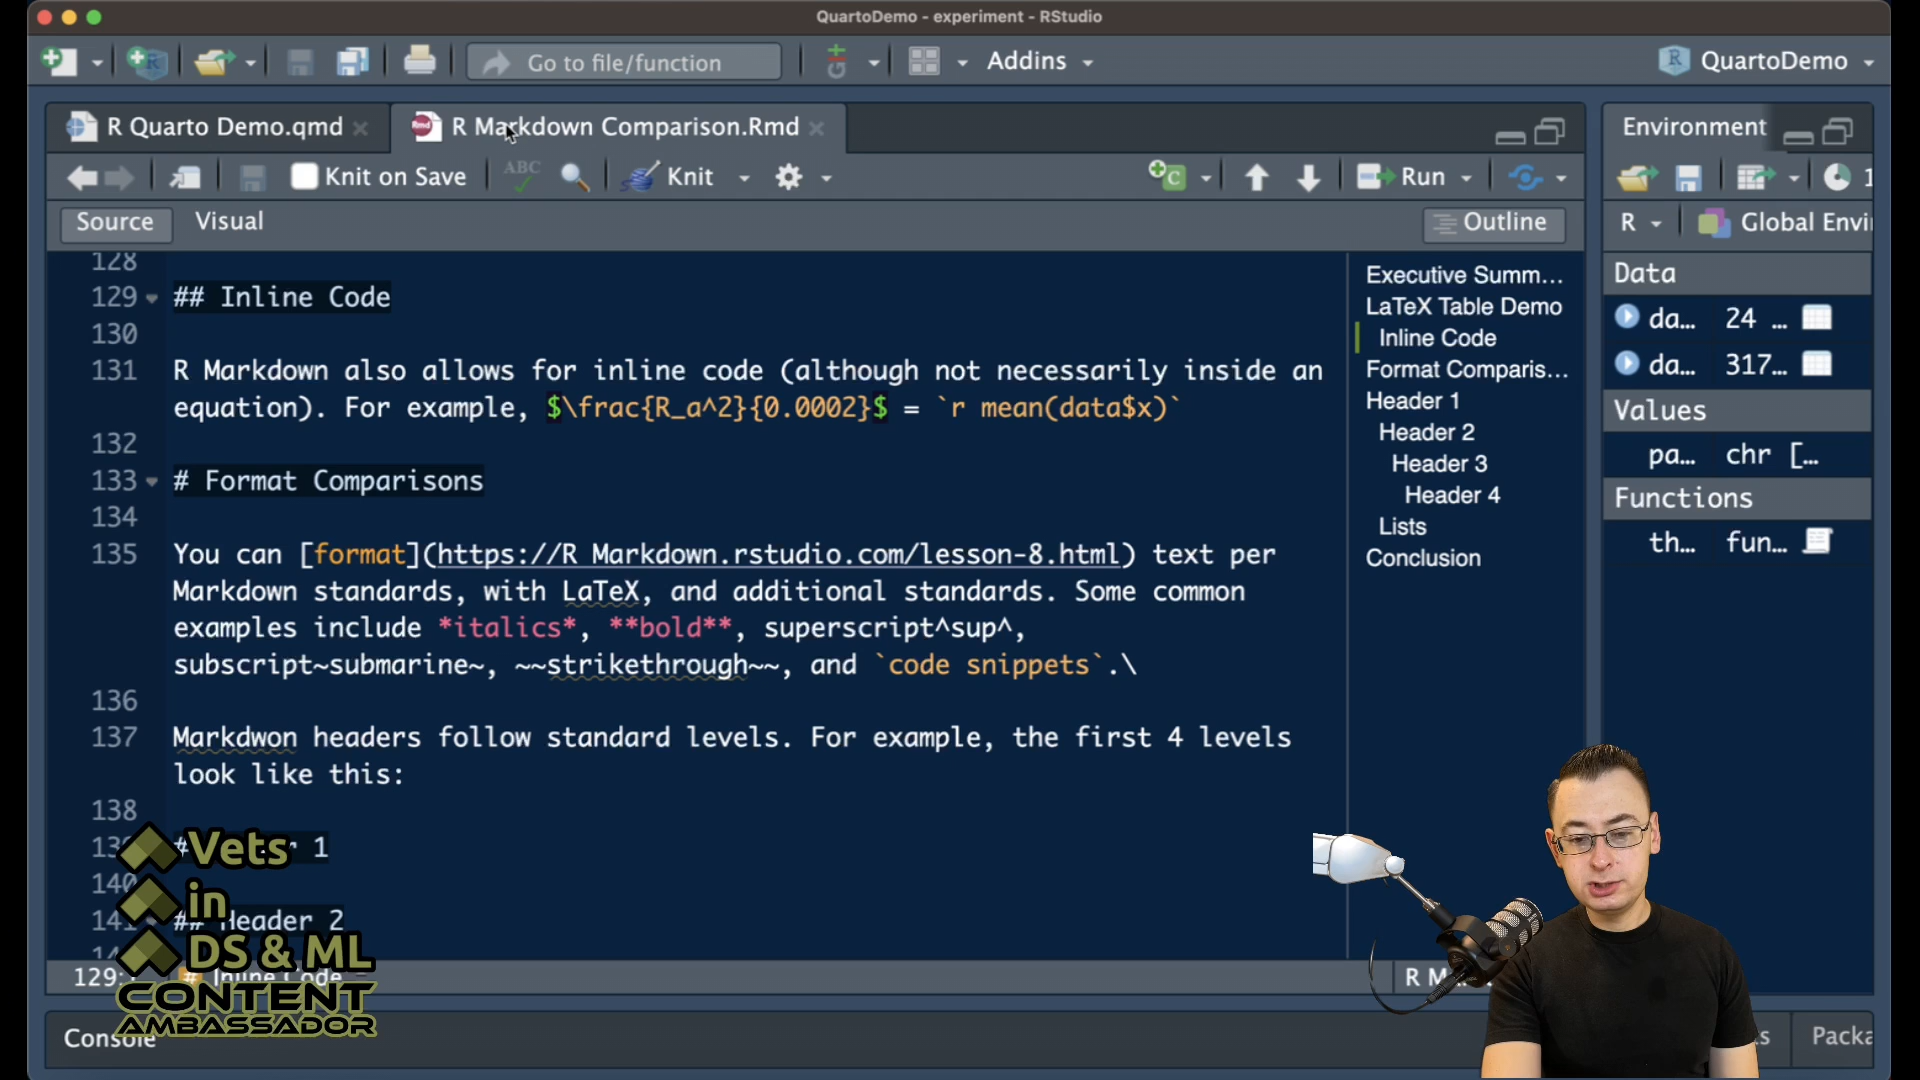 QuartoDemo - experiment - RStudio
Go to file/function
Addins
QuartoDemo
R Quarto Demo.qmd
R Markdown Comparison.Rmd
Knit on Save
ABC
Knit
Run
Source
Visual
Outline
128
129 ## Inline Code
130
131 R Markdown also allows for inline code (although not necessarily inside an
equation). For example, $\frac{R_a^2}{0.0002}$ = `r mean(data$x)`
132
133 # Format Comparisons
134
135 You can [format](https://R Markdown.rstudio.com/lesson-8.html) text per
Markdown standards, with LaTeX, and additional standards. Some common
examples include *italics*, **bold**, superscript^sup^,
subscript~submarine~, ~~strikethrough~~, and `code snippets`.\
136
137 Markdwon headers follow standard levels. For example, the first 4 levels
look like this:
138
1
140
## Header 2
129:
Inline Code
Executive Summ...
LaTeX Table Demo
Inline Code
Format Comparis...
Header 1
Header 2
Header 3
Header 4
Lists
Conclusion
Environment
1
R
Global Envi
Data
da... 24 ...
da... 317...
Values
pa... chr [...
Functions
th... fun...
R M
Console
Packa
Vets
in
DS & ML
CONTENT
AMBASSADOR